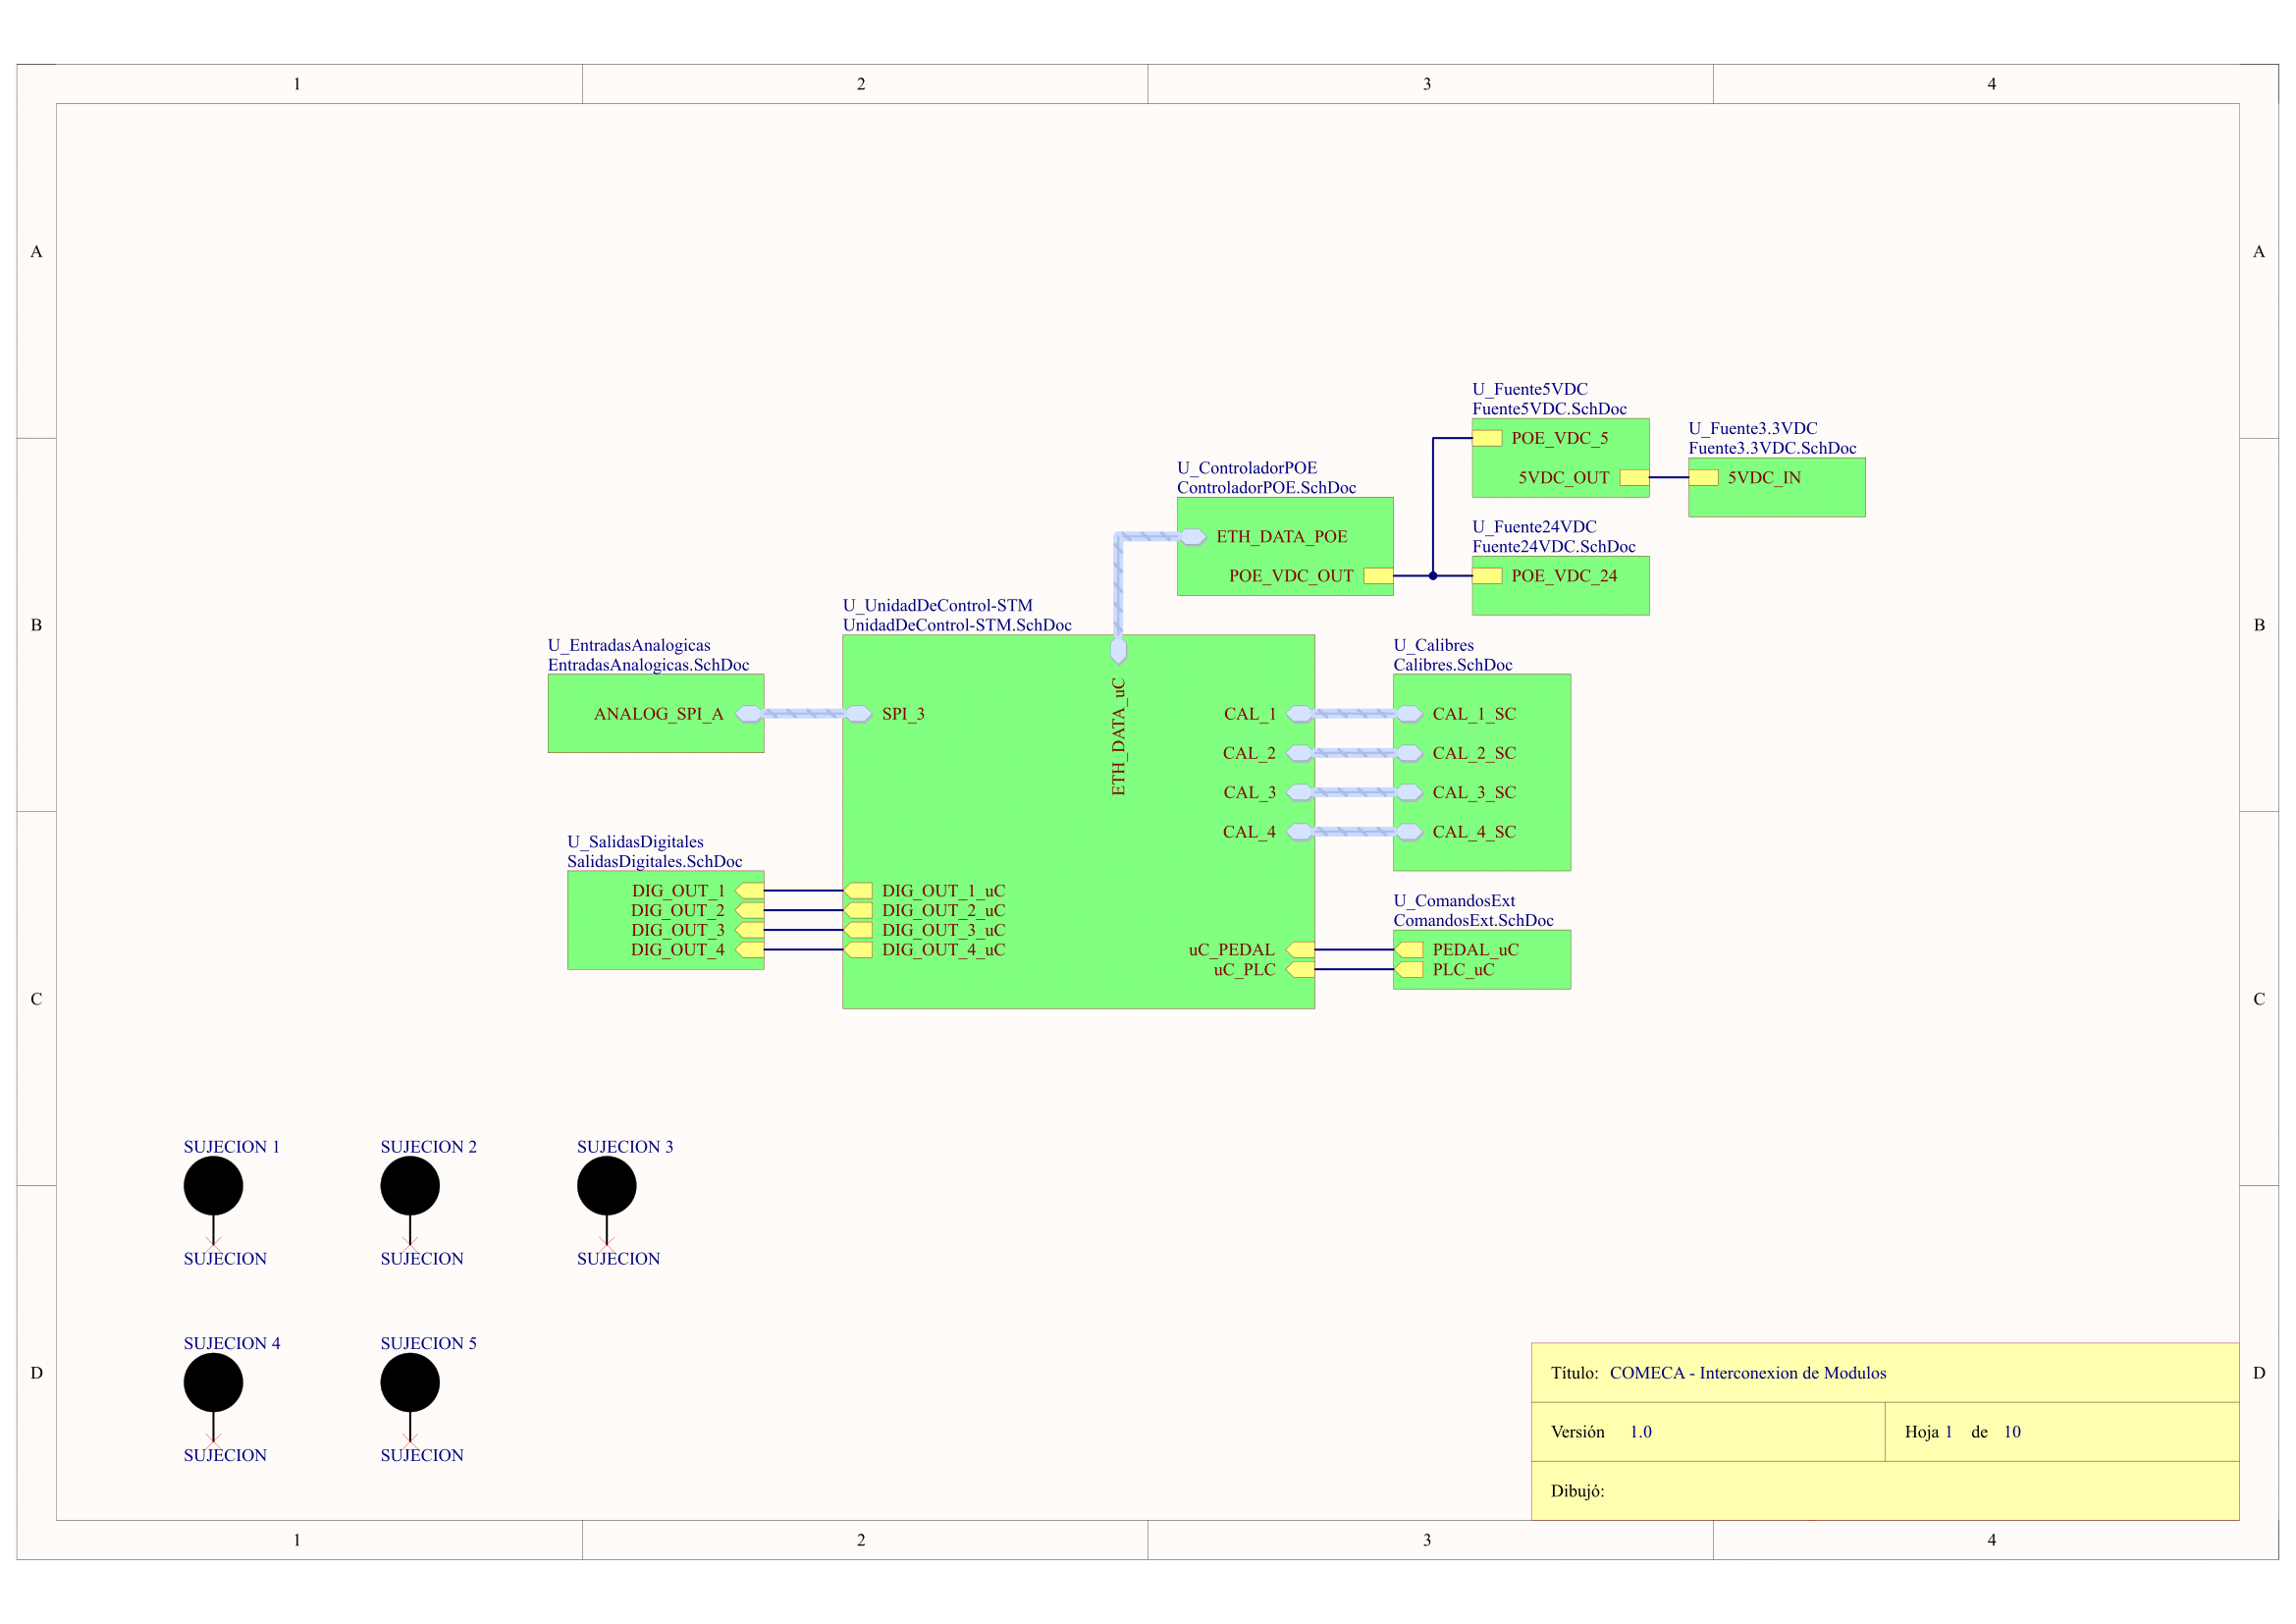 1 2 3 4
A A
U_Fuente5VDC
Fuente5VDC.SchDoc
POE_VDC_5
5VDC_OUT
U_Fuente3.3VDC
Fuente3.3VDC.SchDoc
5VDC_IN
U_ControladorPOE
ControladorPOE.SchDoc
ETH_DATA_POE
POE_VDC_OUT
U_Fuente24VDC
Fuente24VDC.SchDoc
POE_VDC_24
B B
U_UnidadDeControl-STM
UnidadDeControl-STM.SchDoc
U_EntradasAnalogicas
EntradasAnalogicas.SchDoc
ANALOG_SPI_A
SPI_3
ETH_DATA_uC
CAL_1
CAL_2
CAL_3
CAL_4
U_Calibres
Calibres.SchDoc
CAL_1_SC
CAL_2_SC
CAL_3_SC
CAL_4_SC
U_SalidasDigitales
SalidasDigitales.SchDoc
DIG_OUT_1
DIG_OUT_2
DIG_OUT_3
DIG_OUT_4
DIG_OUT_1_uC
DIG_OUT_2_uC
DIG_OUT_3_uC
DIG_OUT_4_uC
uC_PEDAL
uC_PLC
U_ComandosExt
ComandosExt.SchDoc
PEDAL_uC
PLC_uC
C C
SUJECION 1
SUJECION
SUJECION 2
SUJECION
SUJECION 3
SUJECION
SUJECION 4
SUJECION
SUJECION 5
SUJECION
D D
Título: COMECA - Interconexion de Modulos
Versión 1.0
Hoja 1 de 10
Dibujó:
1 2 3 4